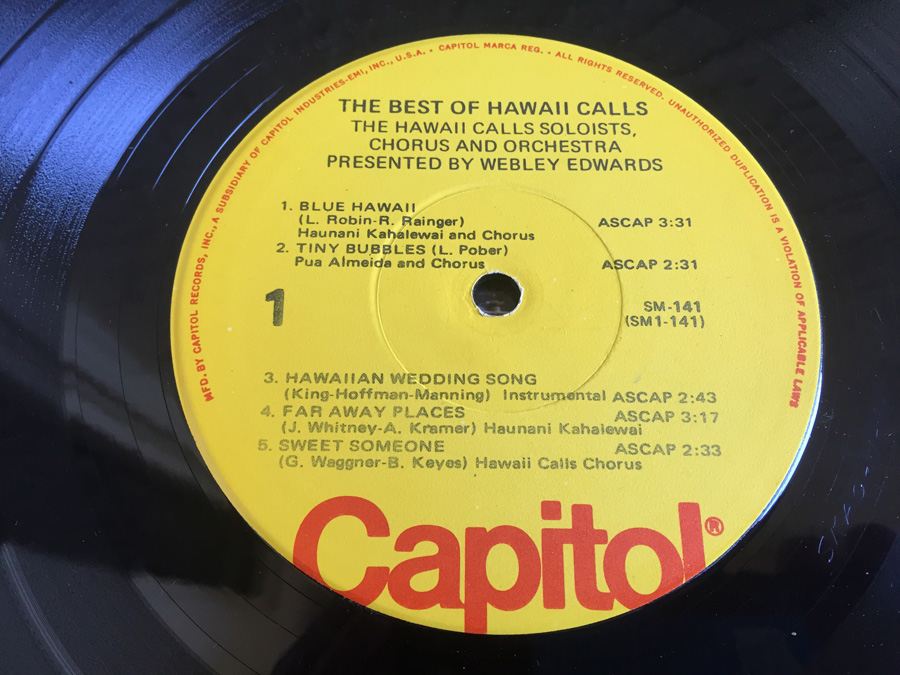 MFD. BY CAPITOL RECORDS, INC., A SUBSIDIARY OF CAPITOL INDUSTRIES-EMI, INC., U.S.A. • CAPITOL MARCA REG. • ALL RIGHTS RESERVED. UNAUTHORIZED DUPLICATION IS A VIOLATION OF APPLICABLE LAWS
THE BEST OF HAWAII CALLS
THE HAWAII CALLS SOLOISTS,
CHORUS AND ORCHESTRA
PRESENTED BY WEBLEY EDWARDS
1. BLUE HAWAII
(L. Robin-R. Rainger) ASCAP 3:31
Haunani Kahalewai and Chorus
2. TINY BUBBLES (L. Pober)
Pua Almeida and Chorus ASCAP 2:31
1
SM-141
(SM1-141)
3. HAWAIIAN WEDDING SONG
(King-Hoffman-Manning) Instrumental ASCAP 2:43
4. FAR AWAY PLACES ASCAP 3:17
(J. Whitney-A. Kramer) Haunani Kahalewai
5. SWEET SOMEONE ASCAP 2:33
(G. Waggner-B. Keyes) Hawaii Calls Chorus
Capitol®